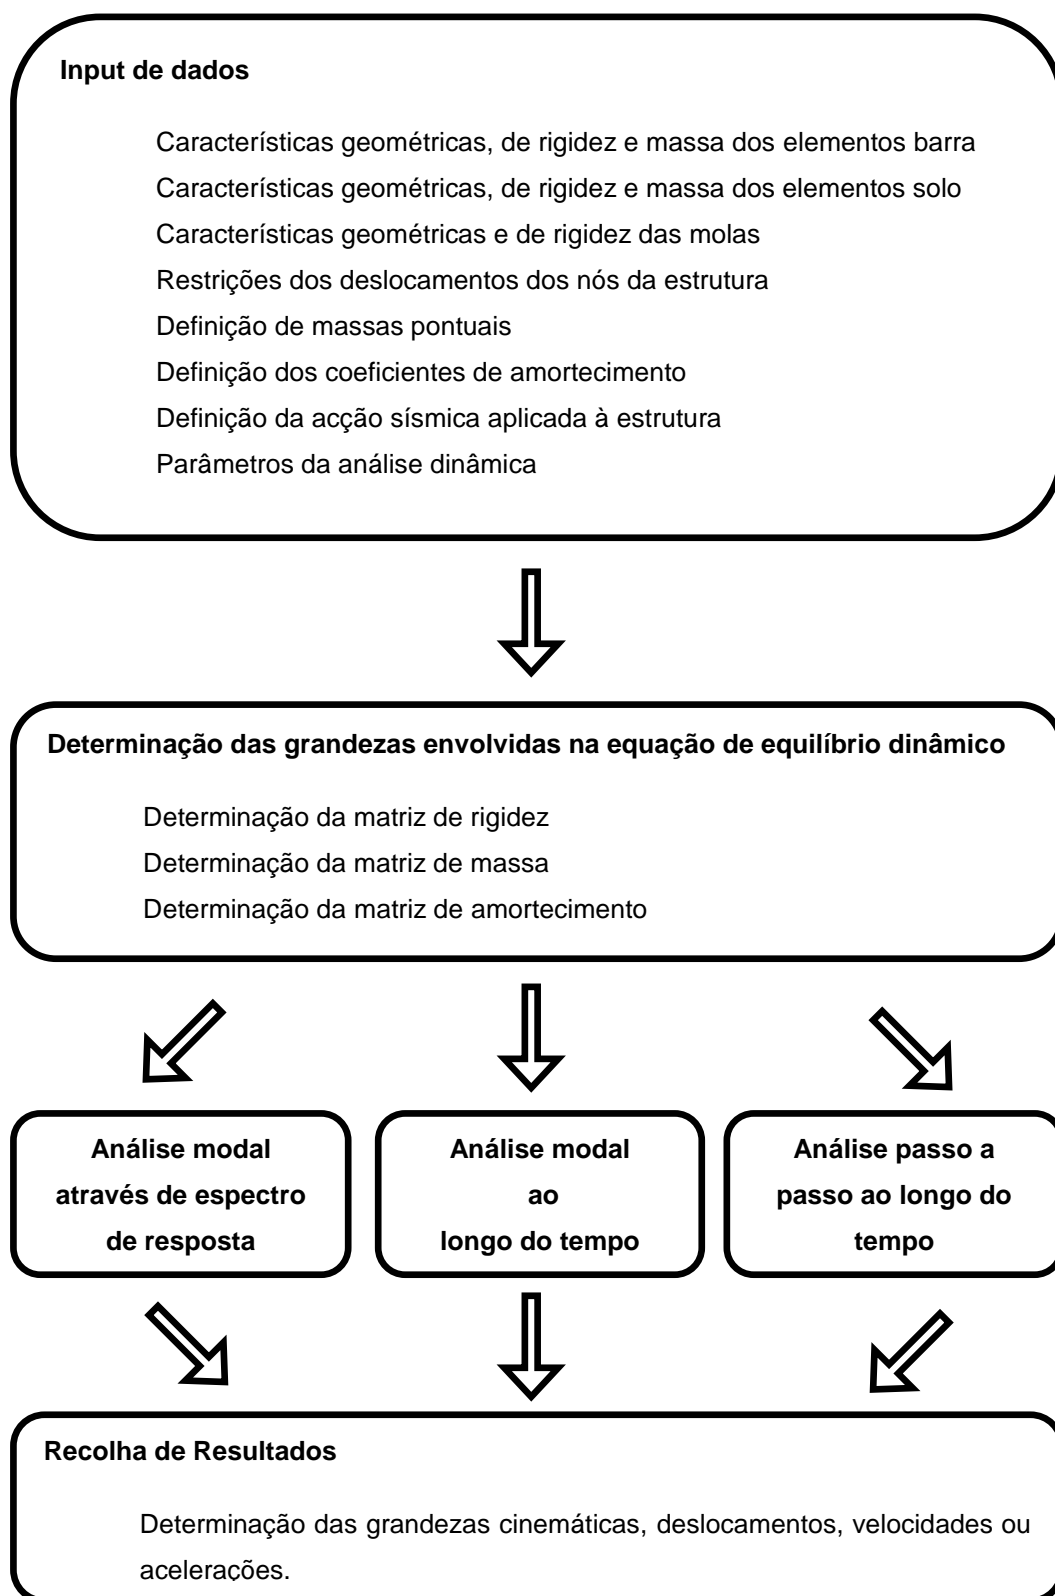 Input de dados
Características geométricas, de rigidez e massa dos elementos barra
Características geométricas, de rigidez e massa dos elementos solo
Características geométricas e de rigidez das molas
Restrições dos deslocamentos dos nós da estrutura
Definição de massas pontuais
Definição dos coeficientes de amortecimento
Definição da acção sísmica aplicada à estrutura
Parâmetros da análise dinâmica
Determinação das grandezas envolvidas na equação de equilíbrio dinâmico
Determinação da matriz de rigidez
Determinação da matriz de massa
Determinação da matriz de amortecimento
Análise modal
através de espectro
de resposta
Análise modal
ao
longo do tempo
Análise passo a
passo ao longo do
tempo
Recolha de Resultados
Determinação das grandezas cinemáticas, deslocamentos, velocidades ou
acelerações.